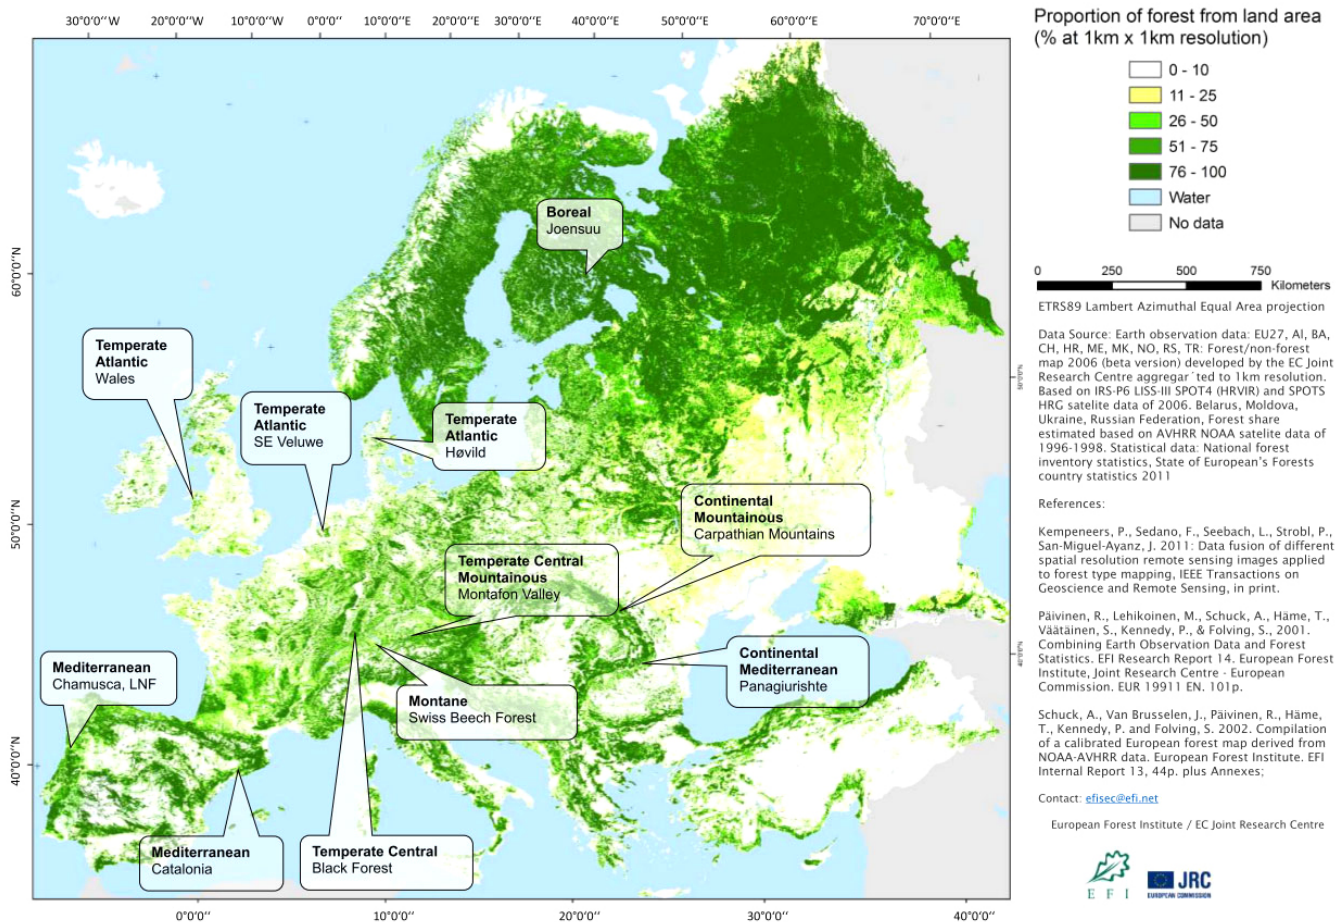 30°0'0"W 20°0'0"W 10°0'0"W 0°0'0"E 10°0'0"E 20°0'0"E 30°0'0"E 40°0'0"E 50°0'0"E 60°0'0"E 70°0'0"E
Proportion of forest from land area
(% at 1km x 1km resolution)
0 - 10
11 - 25
26 - 50
51 - 75
76 - 100
Water
No data
0 250 500 750 Kilometers
ETRS89 Lambert Azimuthal Equal Area projection
Data Source: Earth observation data: EU27, AI, BA,
CH, HR, ME, MK, NO, RS, TR: Forest/non-forest
map 2006 (beta version) developed by the EC Joint
Research Centre aggregar´ted to 1km resolution.
Based on IRS-P6 LISS-III SPOT4 (HRVIR) and SPOT5
HRG satellite data of 2006. Belarus, Moldova,
Ukraine, Russian Federation, Forest share
estimated based on AVHRR NOAA satelite data of
1996-1998. Statistical data: National forest
inventory statistics, State of European's Forests
country statistics 2011
References:
Kempeneers, P., Sedano, F., Seebach, L., Strobl, P.,
San-Miguel-Ayanz, J. 2011: Data fusion of different
spatial resolution remote sensing images applied
to forest type mapping, IEEE Transactions on
Geoscience and Remote Sensing, in print.
Päivinen, R., Lehikoinen, M., Schuck, A., Häme, T.,
Väätäinen, S., Kennedy, P., & Folving, S., 2001.
Combining Earth Observation Data and Forest
Statistics. EFI Research Report 14. European Forest
Institute, Joint Research Centre - European
Commission. EUR 19911 EN. 101p.
Schuck, A., Van Brusselen, J., Päivinen, R., Häme,
T., Kennedy, P. and Folving, S. 2002. Compilation
of a calibrated European forest map derived from
NOAA-AVHRR data. European Forest Institute. EFI
Internal Report 13, 44p. plus Annexes;
Contact: efisec@efi.net
European Forest Institute / EC Joint Research Centre
EFI
JRC
EUROPEAN COMMISSION
60°0'0"N
50°0'0"N
40°0'0"N
50°0'0"N
40°0'0"N
Boreal
Joensuu
Temperate
Atlantic
Wales
Temperate
Atlantic
SE Veluwe
Temperate
Atlantic
Høvild
Continental
Mountainous
Carpathian Mountains
Temperate Central
Mountainous
Montafon Valley
Continental
Mediterranean
Panagiurishte
Mediterranean
Chamusca, LNF
Montane
Swiss Beech Forest
Mediterranean
Catalonia
Temperate Central
Black Forest
0°0'0" 10°0'0"E 20°0'0"E 30°0'0"E 40°0'0"E